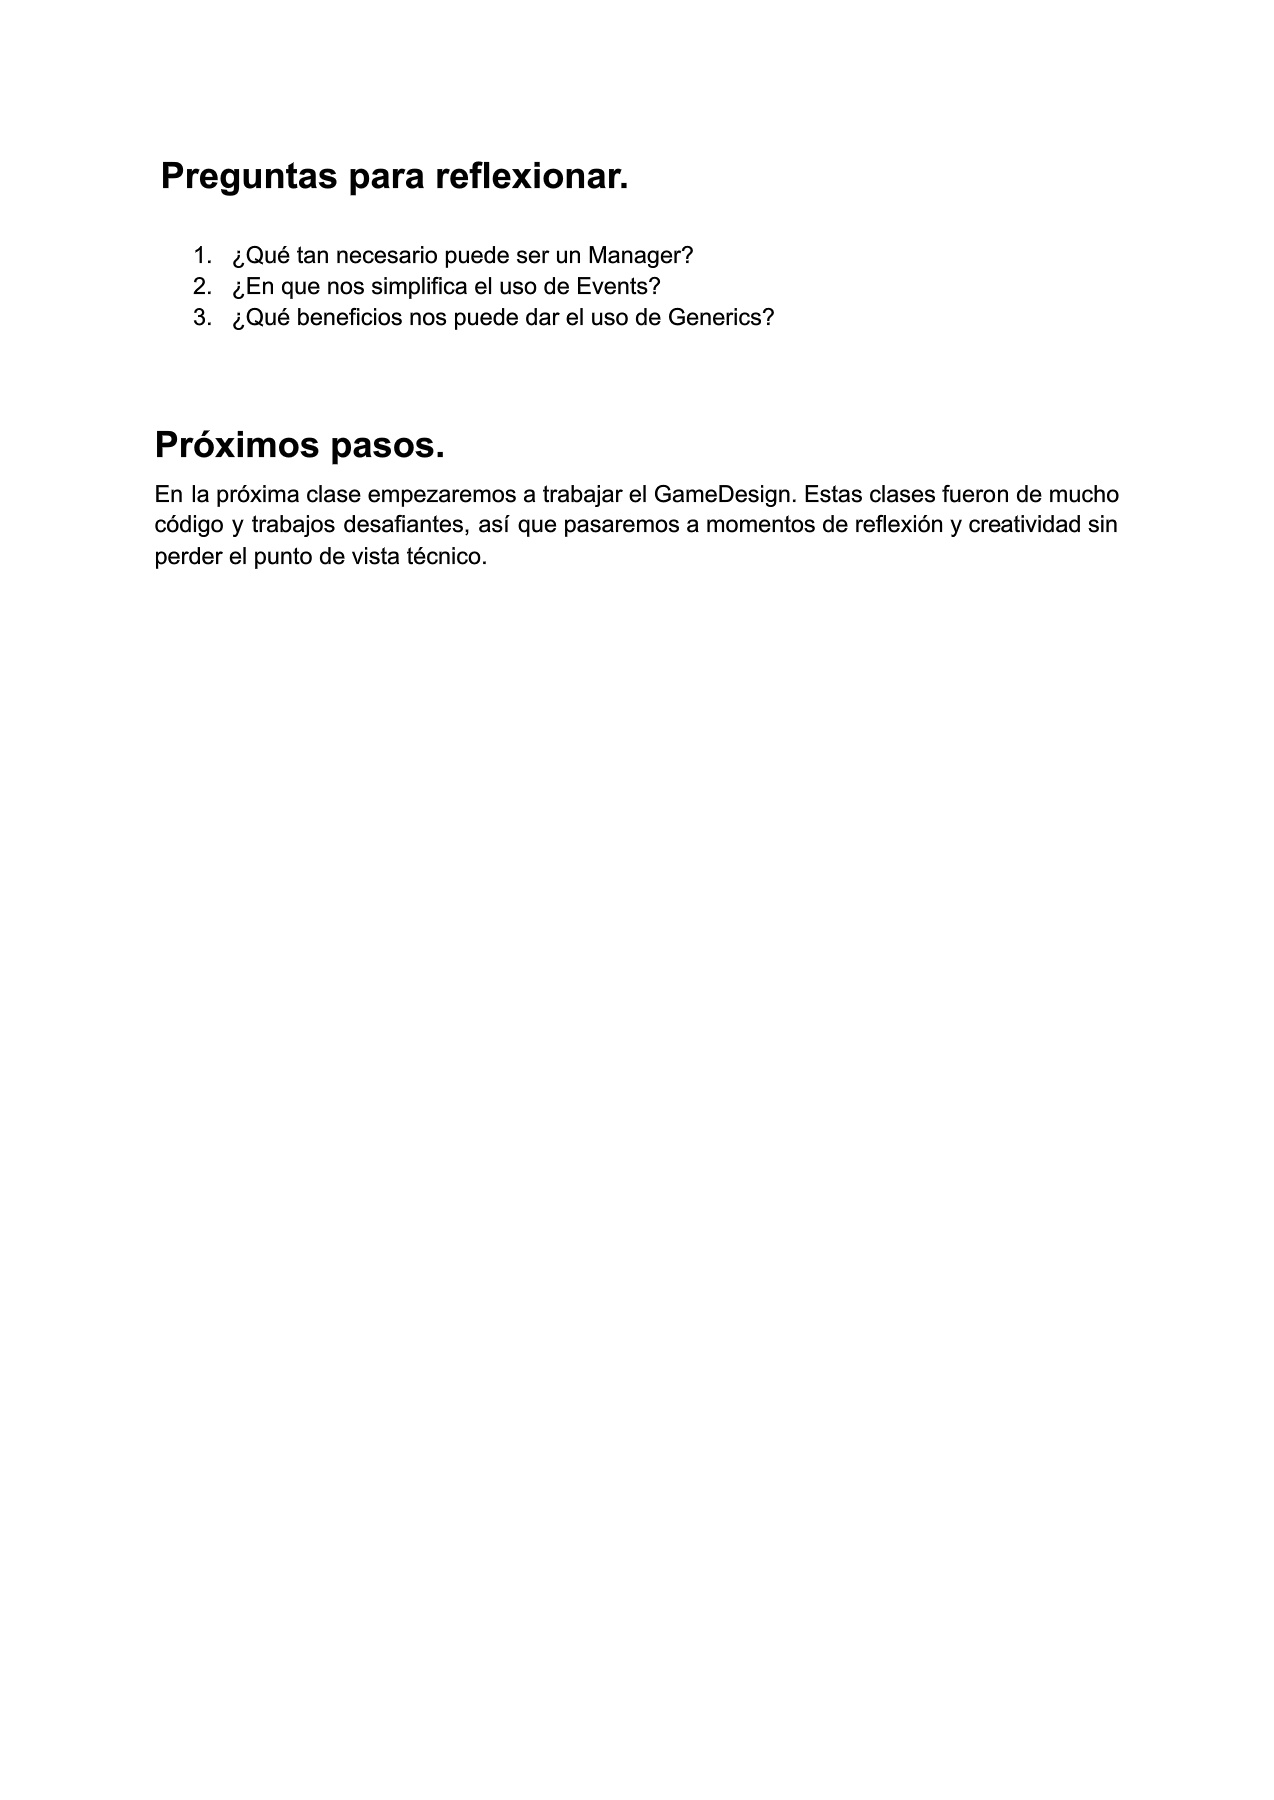 Preguntas para reflexionar.
1. ¿Qué tan necesario puede ser un Manager?
2. ¿En que nos simplifica el uso de Events?
3. ¿Qué beneficios nos puede dar el uso de Generics?
Próximos pasos.
En la próxima clase empezaremos a trabajar el GameDesign. Estas clases fueron de mucho
código y trabajos desafiantes, así que pasaremos a momentos de reflexión y creatividad sin
perder el punto de vista técnico.